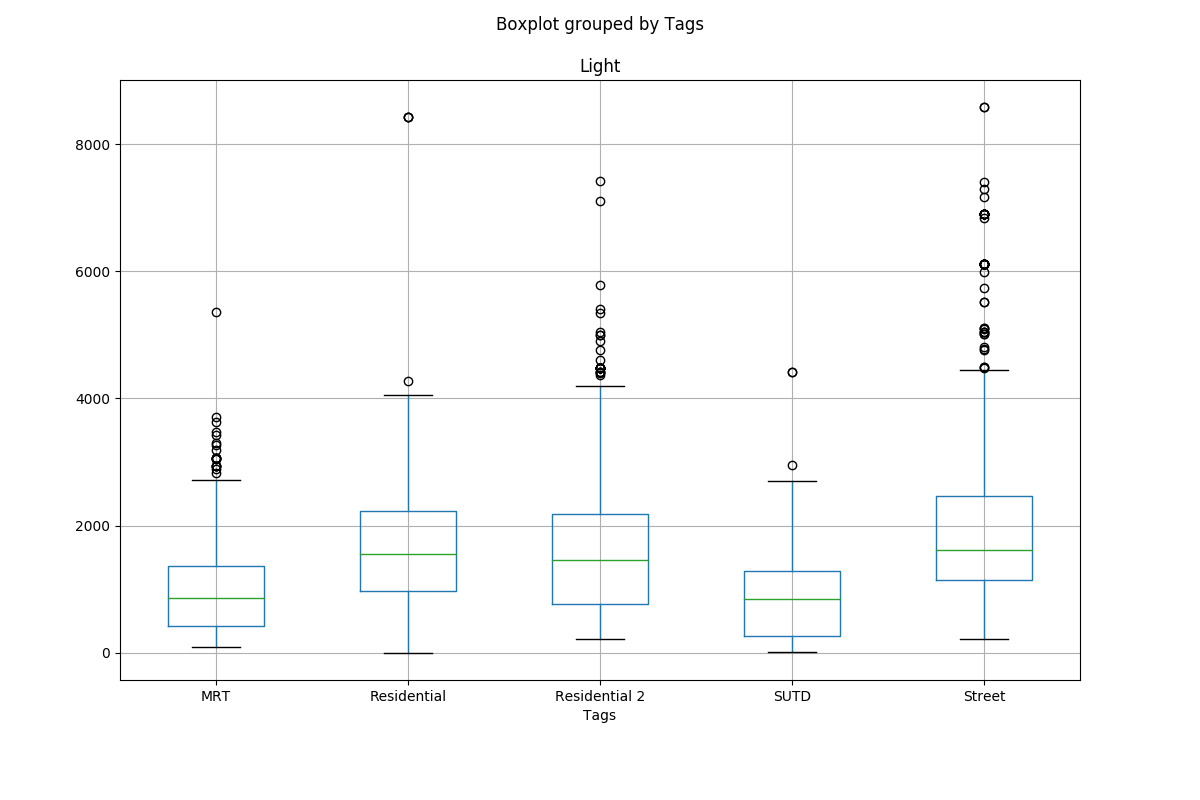 Boxplot grouped by Tags
Light
8000
6000
4000
2000
0
MRT Residential Residential 2 SUTD Street
Tags